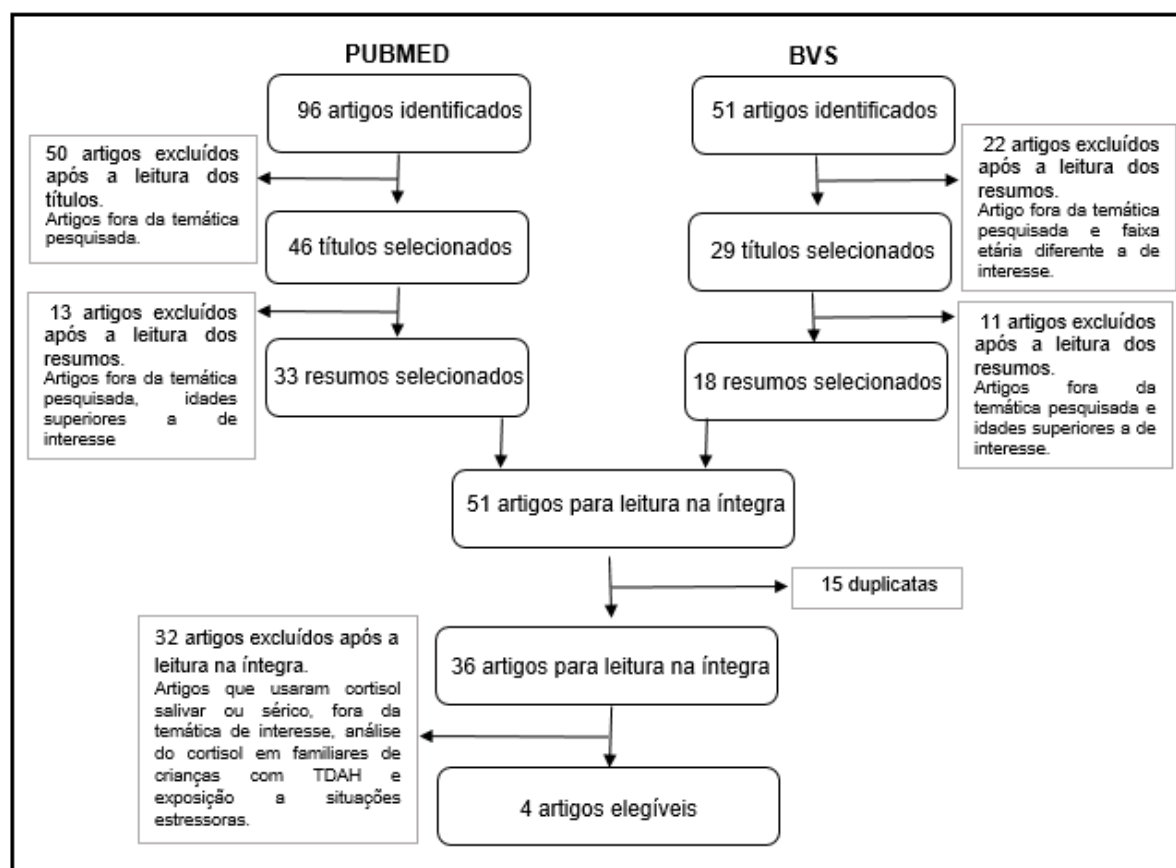 PUBMED
BVS
96 artigos identificados
51 artigos identificados
50 artigos excluídos
após a leitura dos
títulos.
Artigos fora da temática
pesquisada.
22 artigos excluídos
após a leitura dos
resumos.
Artigo fora da temática
pesquisada e faixa
etária diferente a de
interesse.
46 títulos selecionados
29 títulos selecionados
13 artigos excluídos
após a leitura dos
resumos.
Artigos fora da temática
pesquisada, idades
superiores a de
interesse
11 artigos excluídos
após a leitura dos
resumos.
Artigos fora da
temática pesquisada e
idades superiores a de
interesse.
33 resumos selecionados
18 resumos selecionados
51 artigos para leitura na íntegra
15 duplicatas
32 artigos excluídos após a
leitura na íntegra.
Artigos que usaram cortisol
salivar ou sérico, fora da
temática de interesse, análise
do cortisol em familiares de
crianças com TDAH e
exposição a situações
estressoras.
36 artigos para leitura na íntegra
4 artigos elegíveis